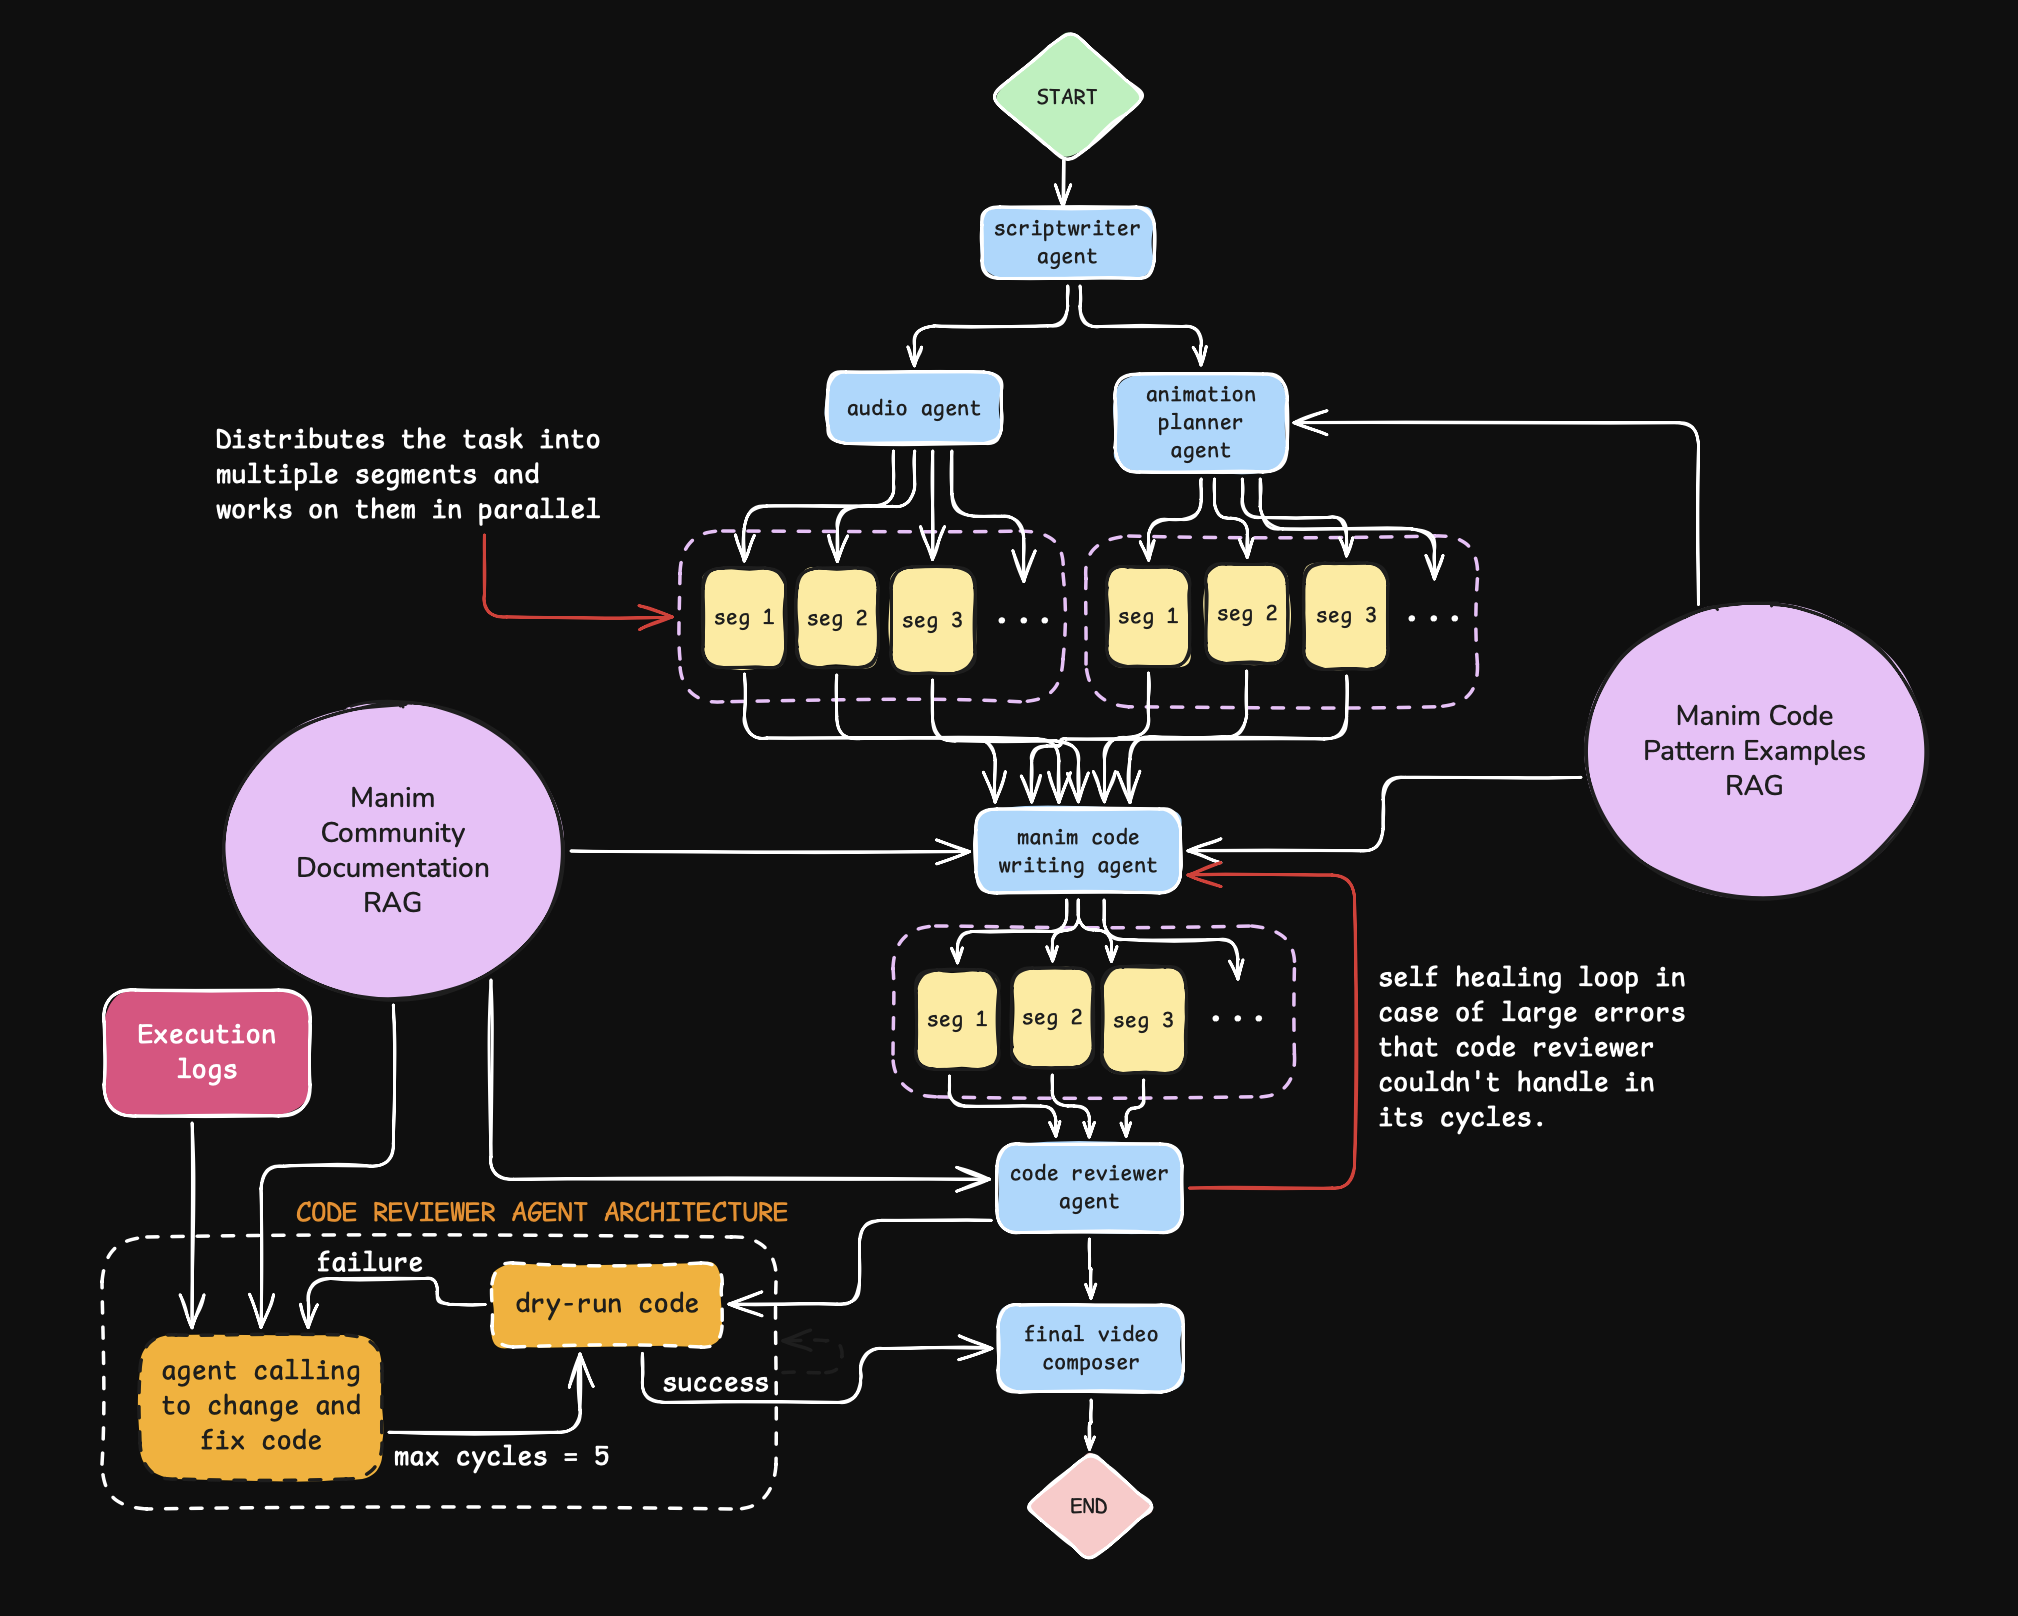 START
scriptwriter
agent
audio agent
animation
planner
agent
Distributes the task into
multiple segments and
works on them in parallel
seg 1
seg 2
seg 3
...
seg 1
seg 2
seg 3
...
Manim Code
Pattern Examples
RAG
Manim
Community
Documentation
RAG
manim code
writing agent
seg 1
seg 2
seg 3
...
self healing loop in
case of large errors
that code reviewer
couldn't handle in
its cycles.
Execution
logs
code reviewer
agent
CODE REVIEWER AGENT ARCHITECTURE
failure
dry-run code
final video
composer
success
agent calling
to change and
fix code
max cycles = 5
END